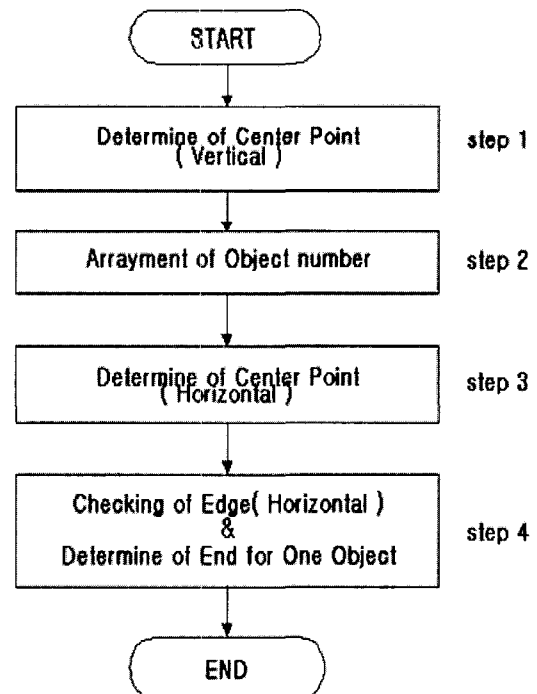 START
Determine of Center Point
( Vertical )
step 1
Arrayment of Object number
step 2
Determine of Center Point
( Horizontal )
step 3
Checking of Edge( Horizontal )
&
Determine of End for One Object
step 4
END